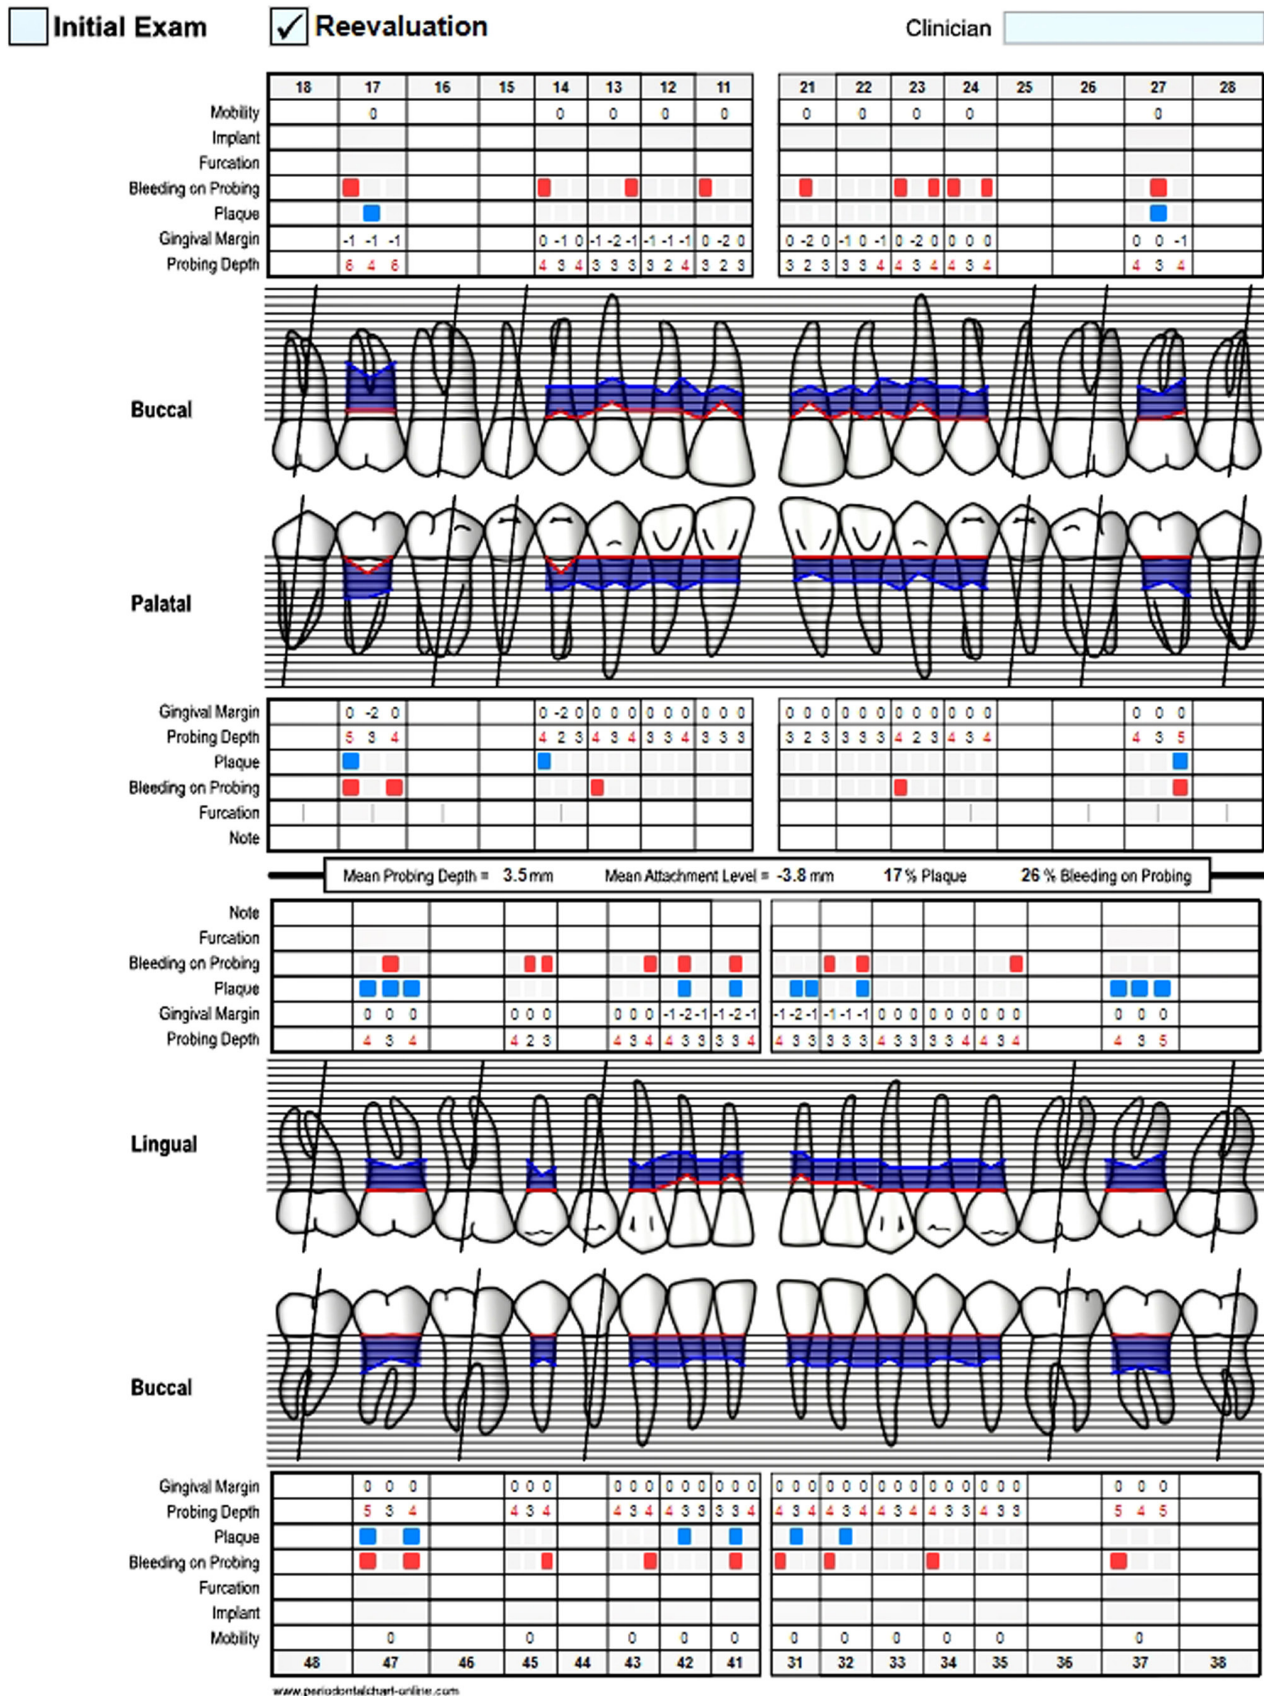 Initial Exam ✓ Reevaluation Clinician
18 17 16 15 14 13 12 11 21 22 23 24 25 26 27 28
Mobility 0 0 0 0 0 0 0 0 0 0
Implant
Furcation
Bleeding on Probing
Plaque
Gingival Margin -1 -1 -1 0 -1 0 -1 -2 -1 -1 -1 -1 0 -2 0 0 -2 0 -1 0 -1 0 -2 0 0 0 0 0 0 -1
Probing Depth 6 4 6 4 3 4 3 3 3 3 2 4 3 2 3 3 2 3 3 3 4 4 3 4 4 3 4 4 3 4
Buccal
Palatal
Gingival Margin 0 -2 0 0 -2 0 0 0 0 0 0 0 0 0 0 0 0 0 0 0 0 0 0 0 0 0 0 0 0 0
Probing Depth 5 3 4 4 2 3 4 3 4 3 3 4 3 3 3 3 2 3 3 3 3 4 2 3 4 3 4 4 3 5
Plaque
Bleeding on Probing
Furcation
Note
Mean Probing Depth = 3.5 mm Mean Attachment Level = -3.8 mm 17 % Plaque 26 % Bleeding on Probing
Note
Furcation
Bleeding on Probing
Plaque
Gingival Margin 0 0 0 0 0 0 0 0 0 -1 -2 -1 -1 -2 -1 -1 -2 -1 -1 -1 -1 0 0 0 0 0 0 0 0 0 0 0 0
Probing Depth 4 3 4 4 2 3 4 3 4 4 3 3 3 3 4 4 3 3 3 3 3 4 3 3 3 3 4 4 3 4 4 3 5
Lingual
Buccal
Gingival Margin 0 0 0 0 0 0 0 0 0 0 0 0 0 0 0 0 0 0 0 0 0 0 0 0 0 0 0 0 0 0 0 0 0
Probing Depth 5 3 4 4 3 4 4 3 4 4 3 3 3 3 4 4 3 4 4 3 4 4 3 4 4 3 3 4 3 3 5 4 5
Plaque
Bleeding on Probing
Furcation
Implant
Mobility 0 0 0 0 0 0 0 0 0 0 0
48 47 46 45 44 43 42 41 31 32 33 34 35 36 37 38
www.periodontalchart-online.com